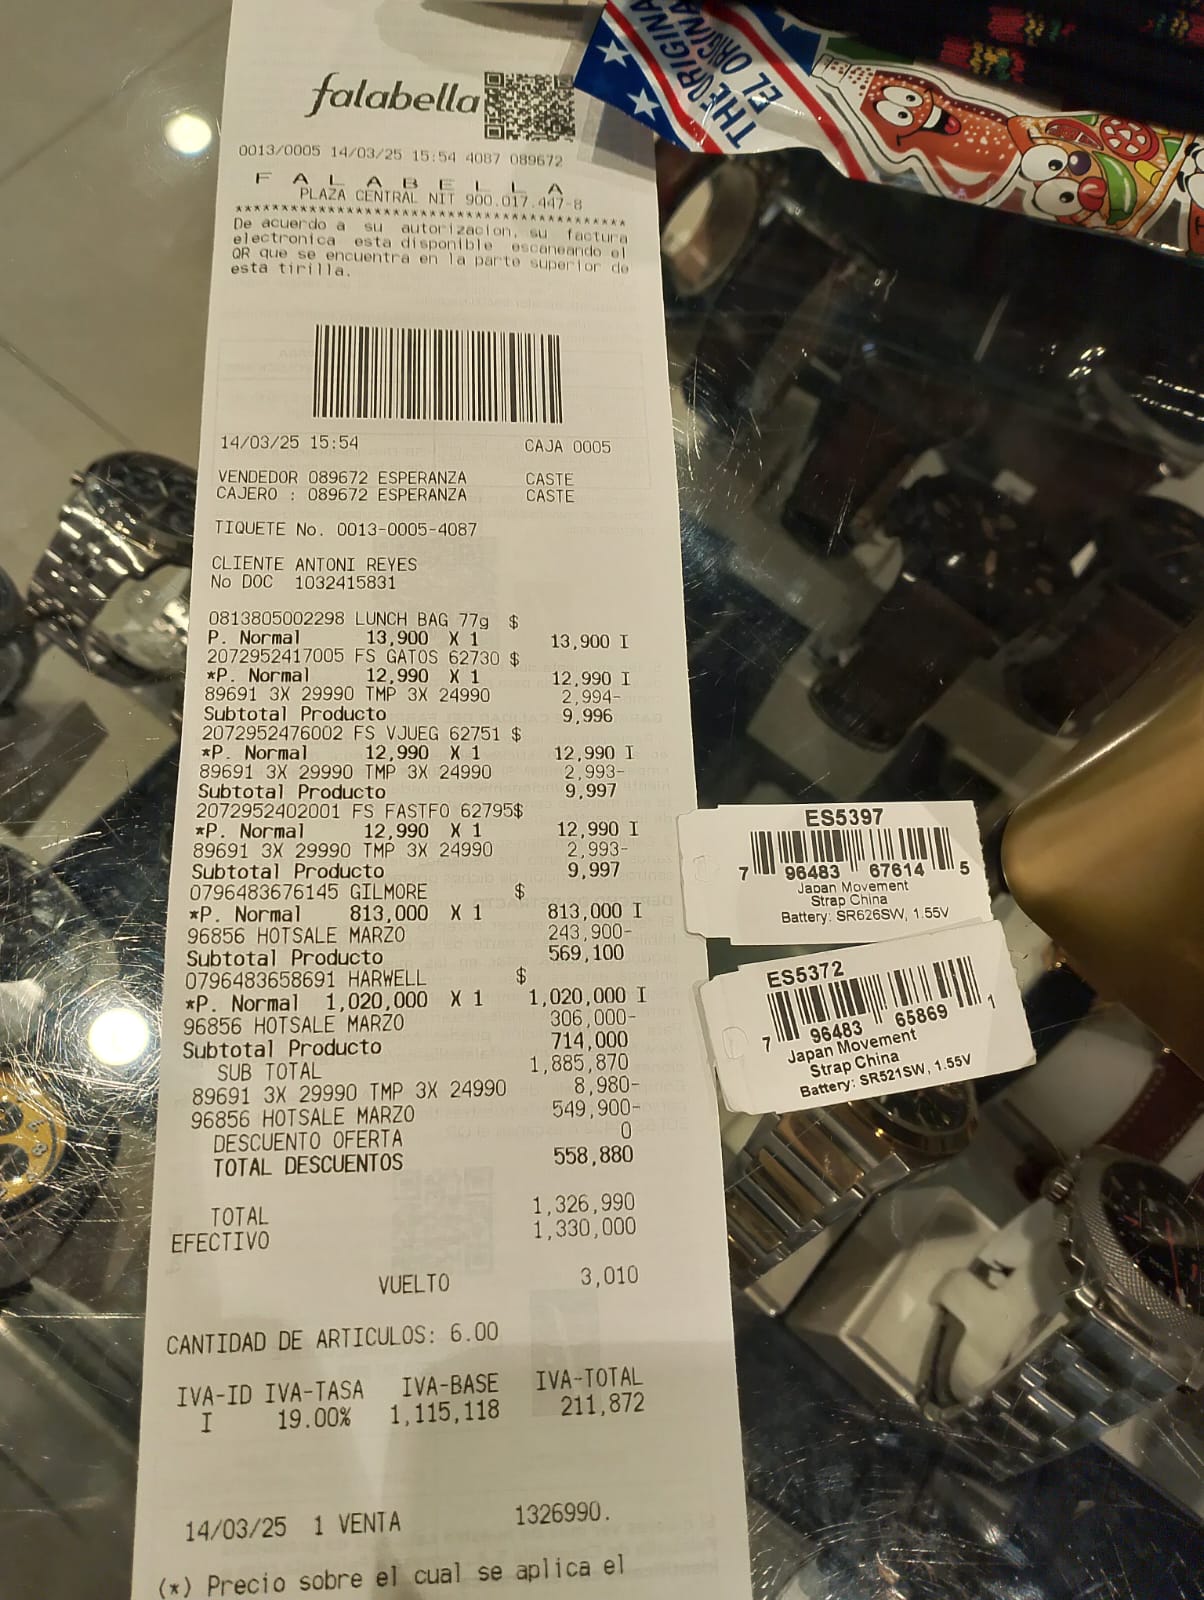 falabella
0013/0005 14/03/25 15:54 4087 089672
F A L A B E L L A
PLAZA CENTRAL NIT 900.017.447-8
******************************************
De acuerdo a su autorizacion, su factura
electronica esta disponible escaneando el
QR que se encuentra en la parte superior de
esta tirilla.
14/03/25 15:54 CAJA 0005
VENDEDOR 089672 ESPERANZA CASTE
CAJERO : 089672 ESPERANZA CASTE
TIQUETE No. 0013-0005-4087
CLIENTE ANTONI REYES
No DOC 1032415831
0813805002298 LUNCH BAG 77g $
P. Normal 13,900 X 1 13,900 I
2072952417005 FS GATOS 62730 $
*P. Normal 12,990 X 1 12,990 I
89691 3X 29990 TMP 3X 24990 2,994-
Subtotal Producto 9,996
2072952476002 FS VJUEG 62751 $
*P. Normal 12,990 X 1 12,990 I
89691 3X 29990 TMP 3X 24990 2,993-
Subtotal Producto 9,997
2072952402001 FS FASTFO 62795$
*P. Normal 12,990 X 1 12,990 I
89691 3X 29990 TMP 3X 24990 2,993-
Subtotal Producto 9,997
0796483676145 GILMORE $
*P. Normal 813,000 X 1 813,000 I
96856 HOTSALE MARZO 243,900-
Subtotal Producto 569,100
0796483658691 HARWELL $
*P. Normal 1,020,000 X 1 1,020,000 I
96856 HOTSALE MARZO 306,000-
Subtotal Producto 714,000
SUB TOTAL 1,885,870
89691 3X 29990 TMP 3X 24990 8,980-
96856 HOTSALE MARZO 549,900-
DESCUENTO OFERTA 0
TOTAL DESCUENTOS 558,880
TOTAL 1,326,990
EFECTIVO 1,330,000
VUELTO 3,010
CANTIDAD DE ARTICULOS: 6.00
IVA-ID IVA-TASA IVA-BASE IVA-TOTAL
I 19.00% 1,115,118 211,872
14/03/25 1 VENTA 1326990.
(*) Precio sobre el cual se aplica el
THE ORIGINA
EL ORIGINA
ES5397
7 96483 67614 5
Japan Movement
Strap China
Battery: SR626SW, 1.55V
ES5372
7 96483 65869 1
Japan Movement
Strap China
Battery: SR521SW, 1.55V